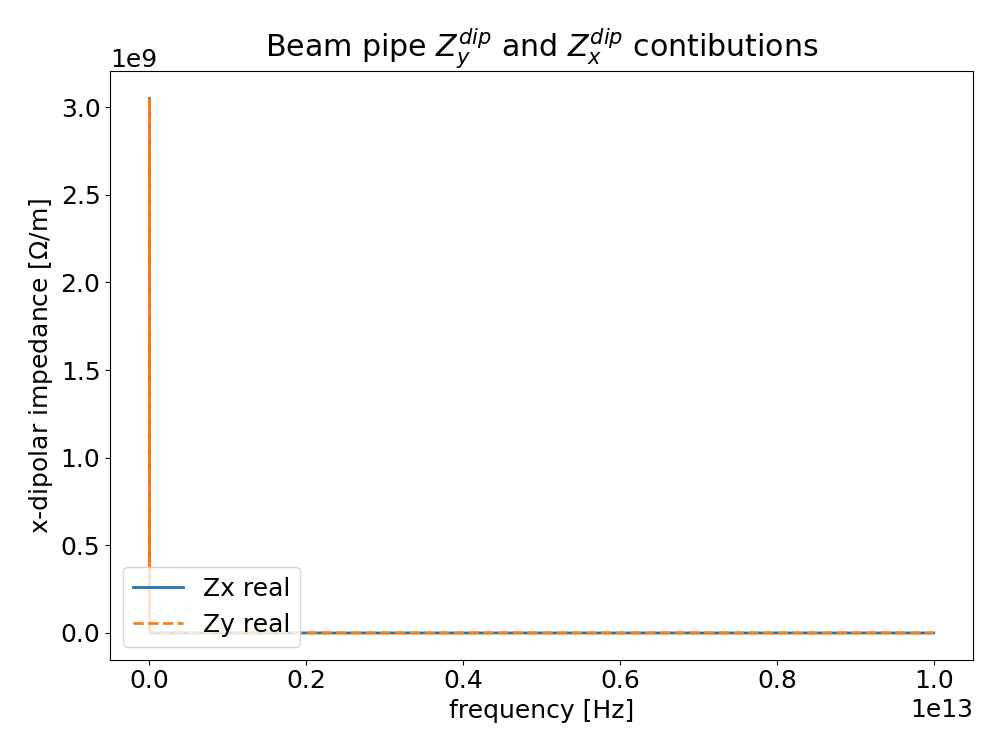 Beam pipe $Z_y^{dip}$ and $Z_x^{dip}$ contibutions
1e9
3.0
2.5
2.0
1.5
1.0
0.5
0.0
x-dipolar impedance [Ω/m]
Zx real
Zy real
0.0 0.2 0.4 0.6 0.8 1.0
1e13
frequency [Hz]